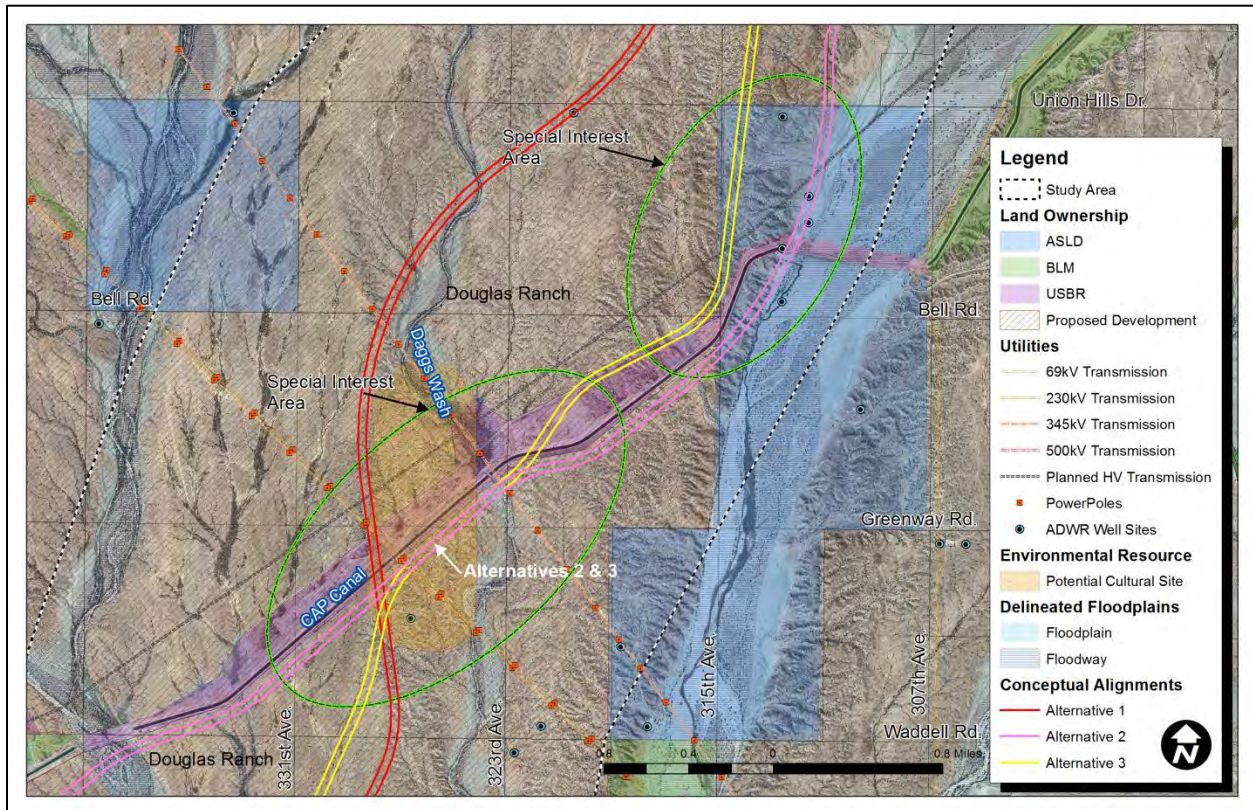 Union Hills Dr.
Special Interest
Area
Bell Rd.
Douglas Ranch
Bell Rd.
Daggs Wash
Special Interest
Area
Greenway Rd.
Alternatives 2 & 3
CAP Canal
331st Ave.
323rd Ave.
315th Ave.
307th Ave.
Waddell Rd.
Douglas Ranch
0.8 0.4 0 0.8 Miles
Legend
Study Area
Land Ownership
ASLD
BLM
USBR
Proposed Development
Utilities
69kV Transmission
230kV Transmission
345kV Transmission
500kV Transmission
Planned HV Transmission
PowerPoles
ADWR Well Sites
Environmental Resource
Potential Cultural Site
Delineated Floodplains
Floodplain
Floodway
Conceptual Alignments
Alternative 1
Alternative 2
Alternative 3
N